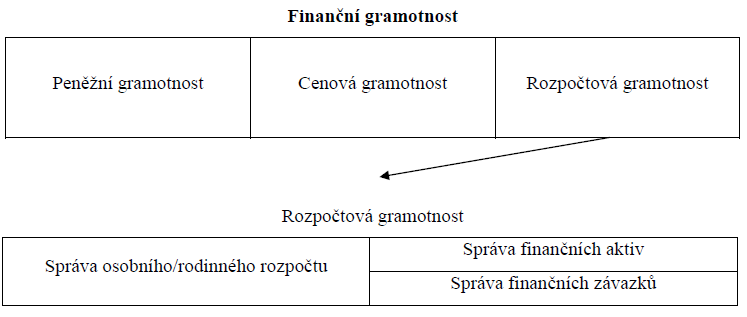 Finanční gramotnost
Peněžní gramotnost
Cenová gramotnost
Rozpočtová gramotnost
Rozpočtová gramotnost
Správa osobního/rodinného rozpočtu
Správa finančních aktiv
Správa finančních závazků